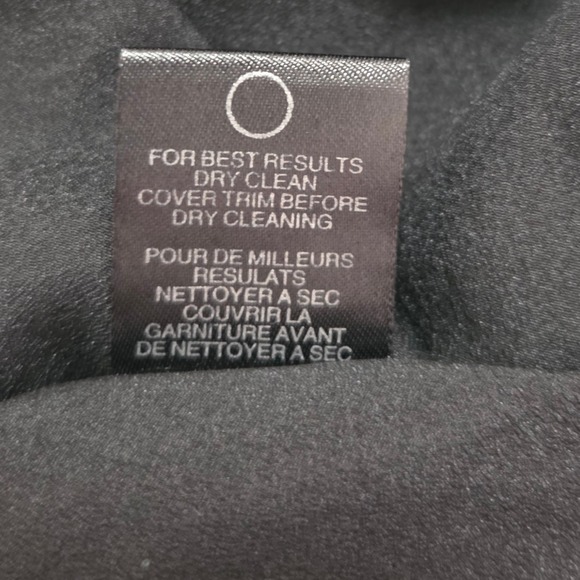 FOR BEST RESULTS
DRY CLEAN
COVER TRIM BEFORE
DRY CLEANING
POUR DE MILLEURS
RESULATS
NETTOYER A SEC
COUVRIR LA
GARNITURE AVANT
DE NETTOYER A SEC